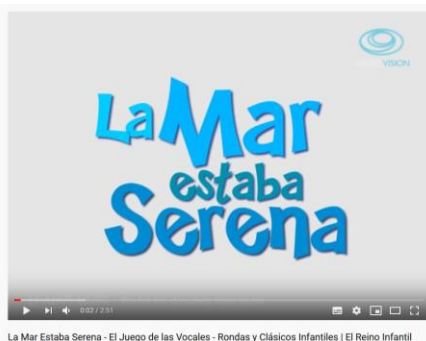 VISION
La Mar
estaba
Serena
0:02 / 2:51
La Mar Estaba Serena - El Juego de las Vocales - Rondas y Clásicos Infantiles | El Reino Infantil